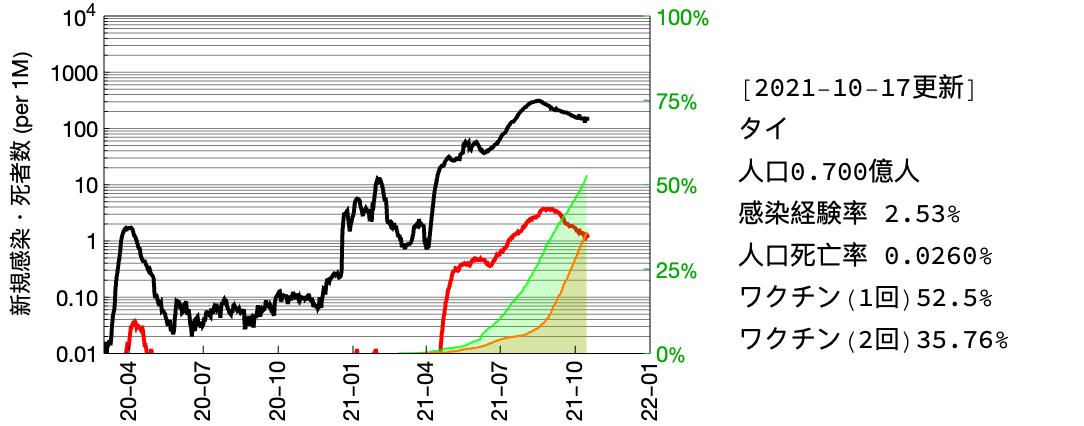 新規感染・死者数 (per 1M)
10⁴
1000
100
10
1
0.10
0.01
100%
75%
50%
25%
0%
20-04
20-07
20-10
21-01
21-04
21-07
21-10
22-01
[2021-10-17更新]
タイ
人口0.700億人
感染経験率 2.53%
人口死亡率 0.0260%
ワクチン(1回)52.5%
ワクチン(2回)35.76%